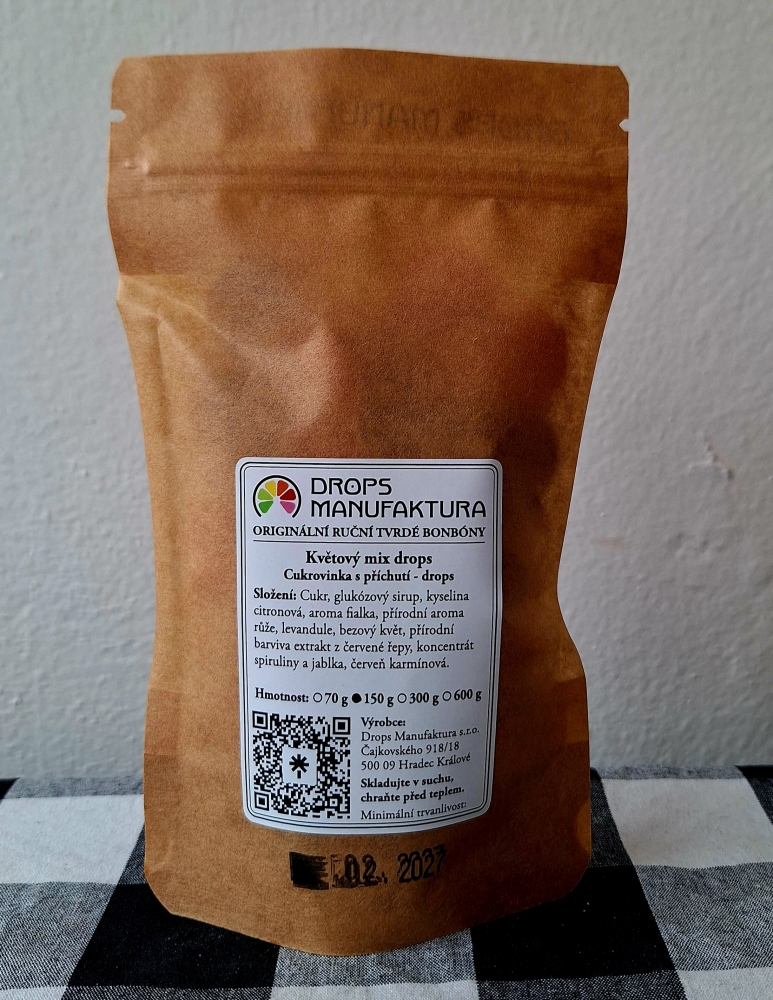 DROPS
MANUFAKTURA
ORIGINÁLNÍ RUČNÍ TVRDÉ BONBÓNY
Květový mix drops
Cukrovinka s příchutí - drops
Složení: Cukr, glukózový sirup, kyselina
citronová, aroma fialka, přírodní aroma
růže, levandule, bezový květ, přírodní
barviva extrakt z červené řepy, koncentrát
spiruliny a jablka, červeň karmínová.
Hmotnost: 70 g 150 g 300 g 600 g
Výrobce:
Drops Manufaktura s.r.o.
Čajkovského 918/18
500 09 Hradec Králové
Skladujte v suchu,
chraňte před teplem.
Minimální trvanlivost:
02. 2027